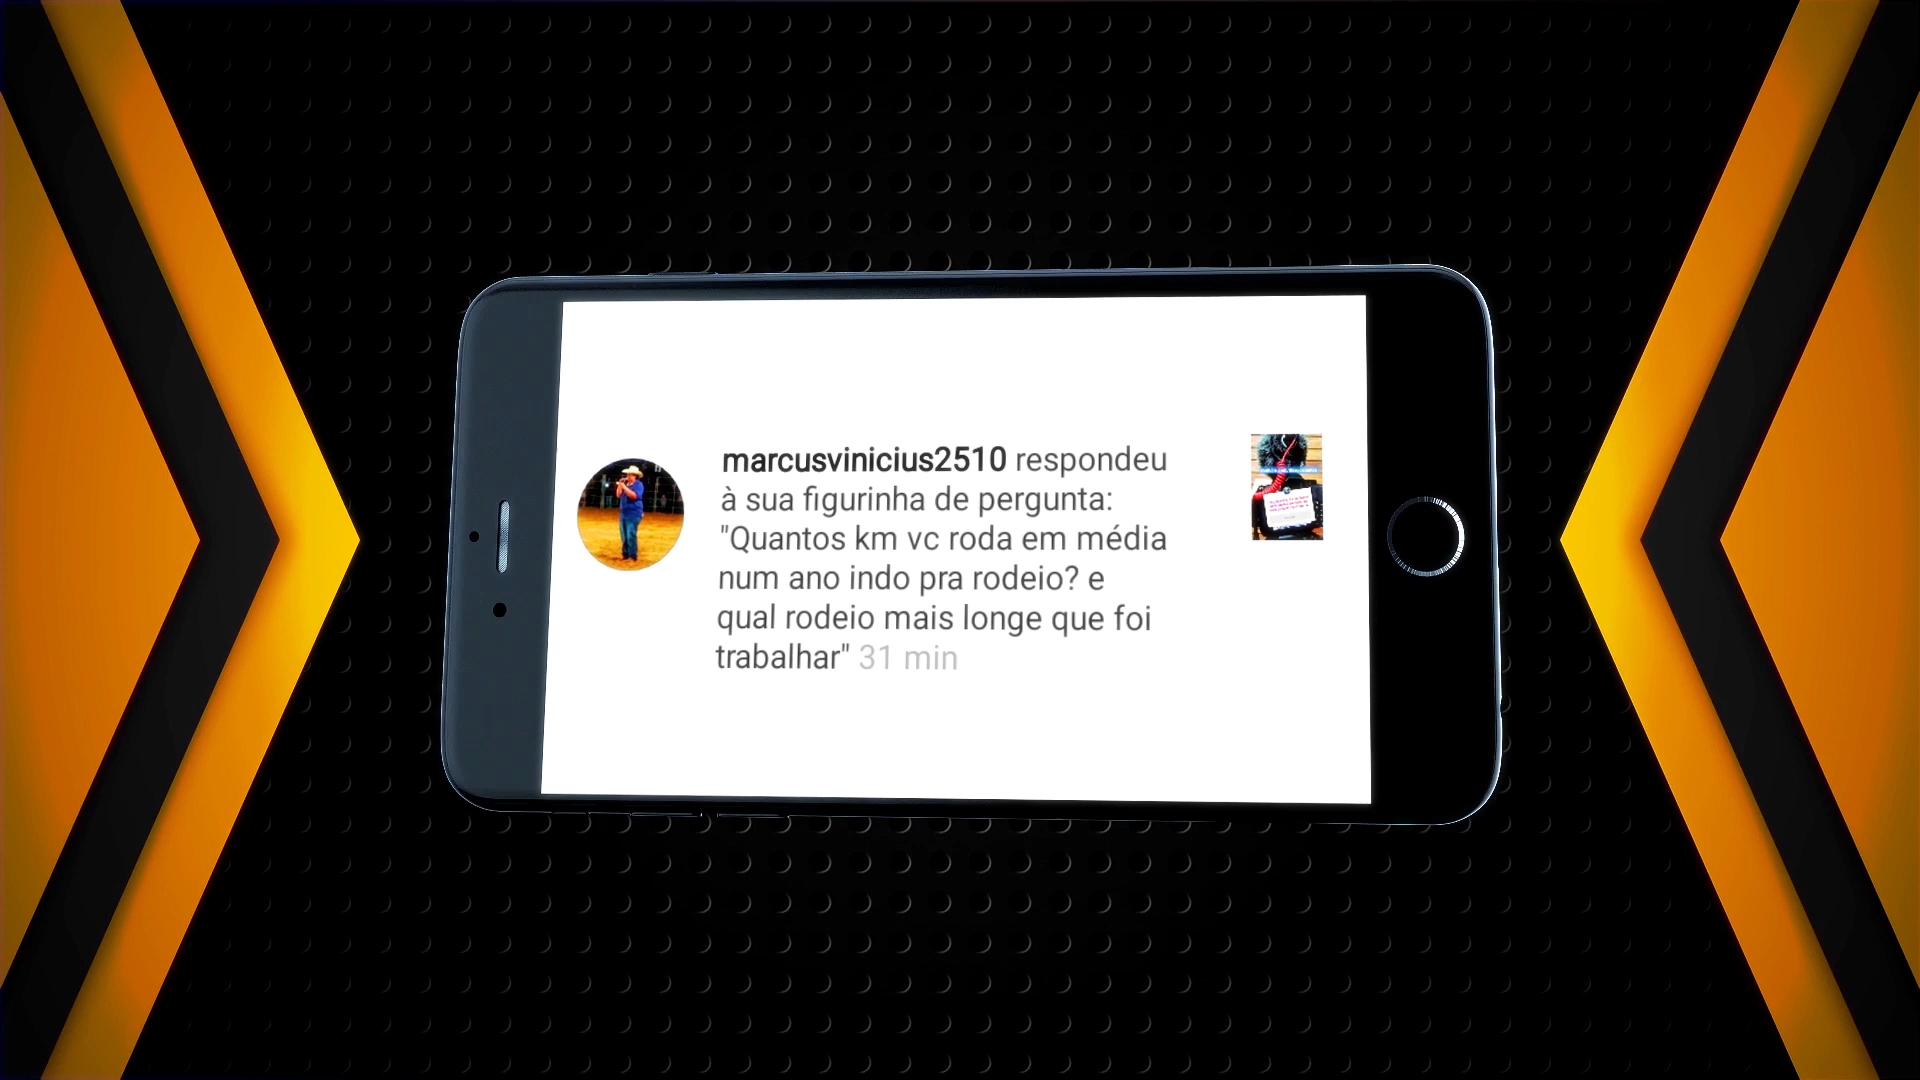 marcusvinicius2510 respondeu
à sua figurinha de pergunta:
"Quantos km vc roda em média
num ano indo pra rodeio? e
qual rodeio mais longe que foi
trabalhar" 31 min